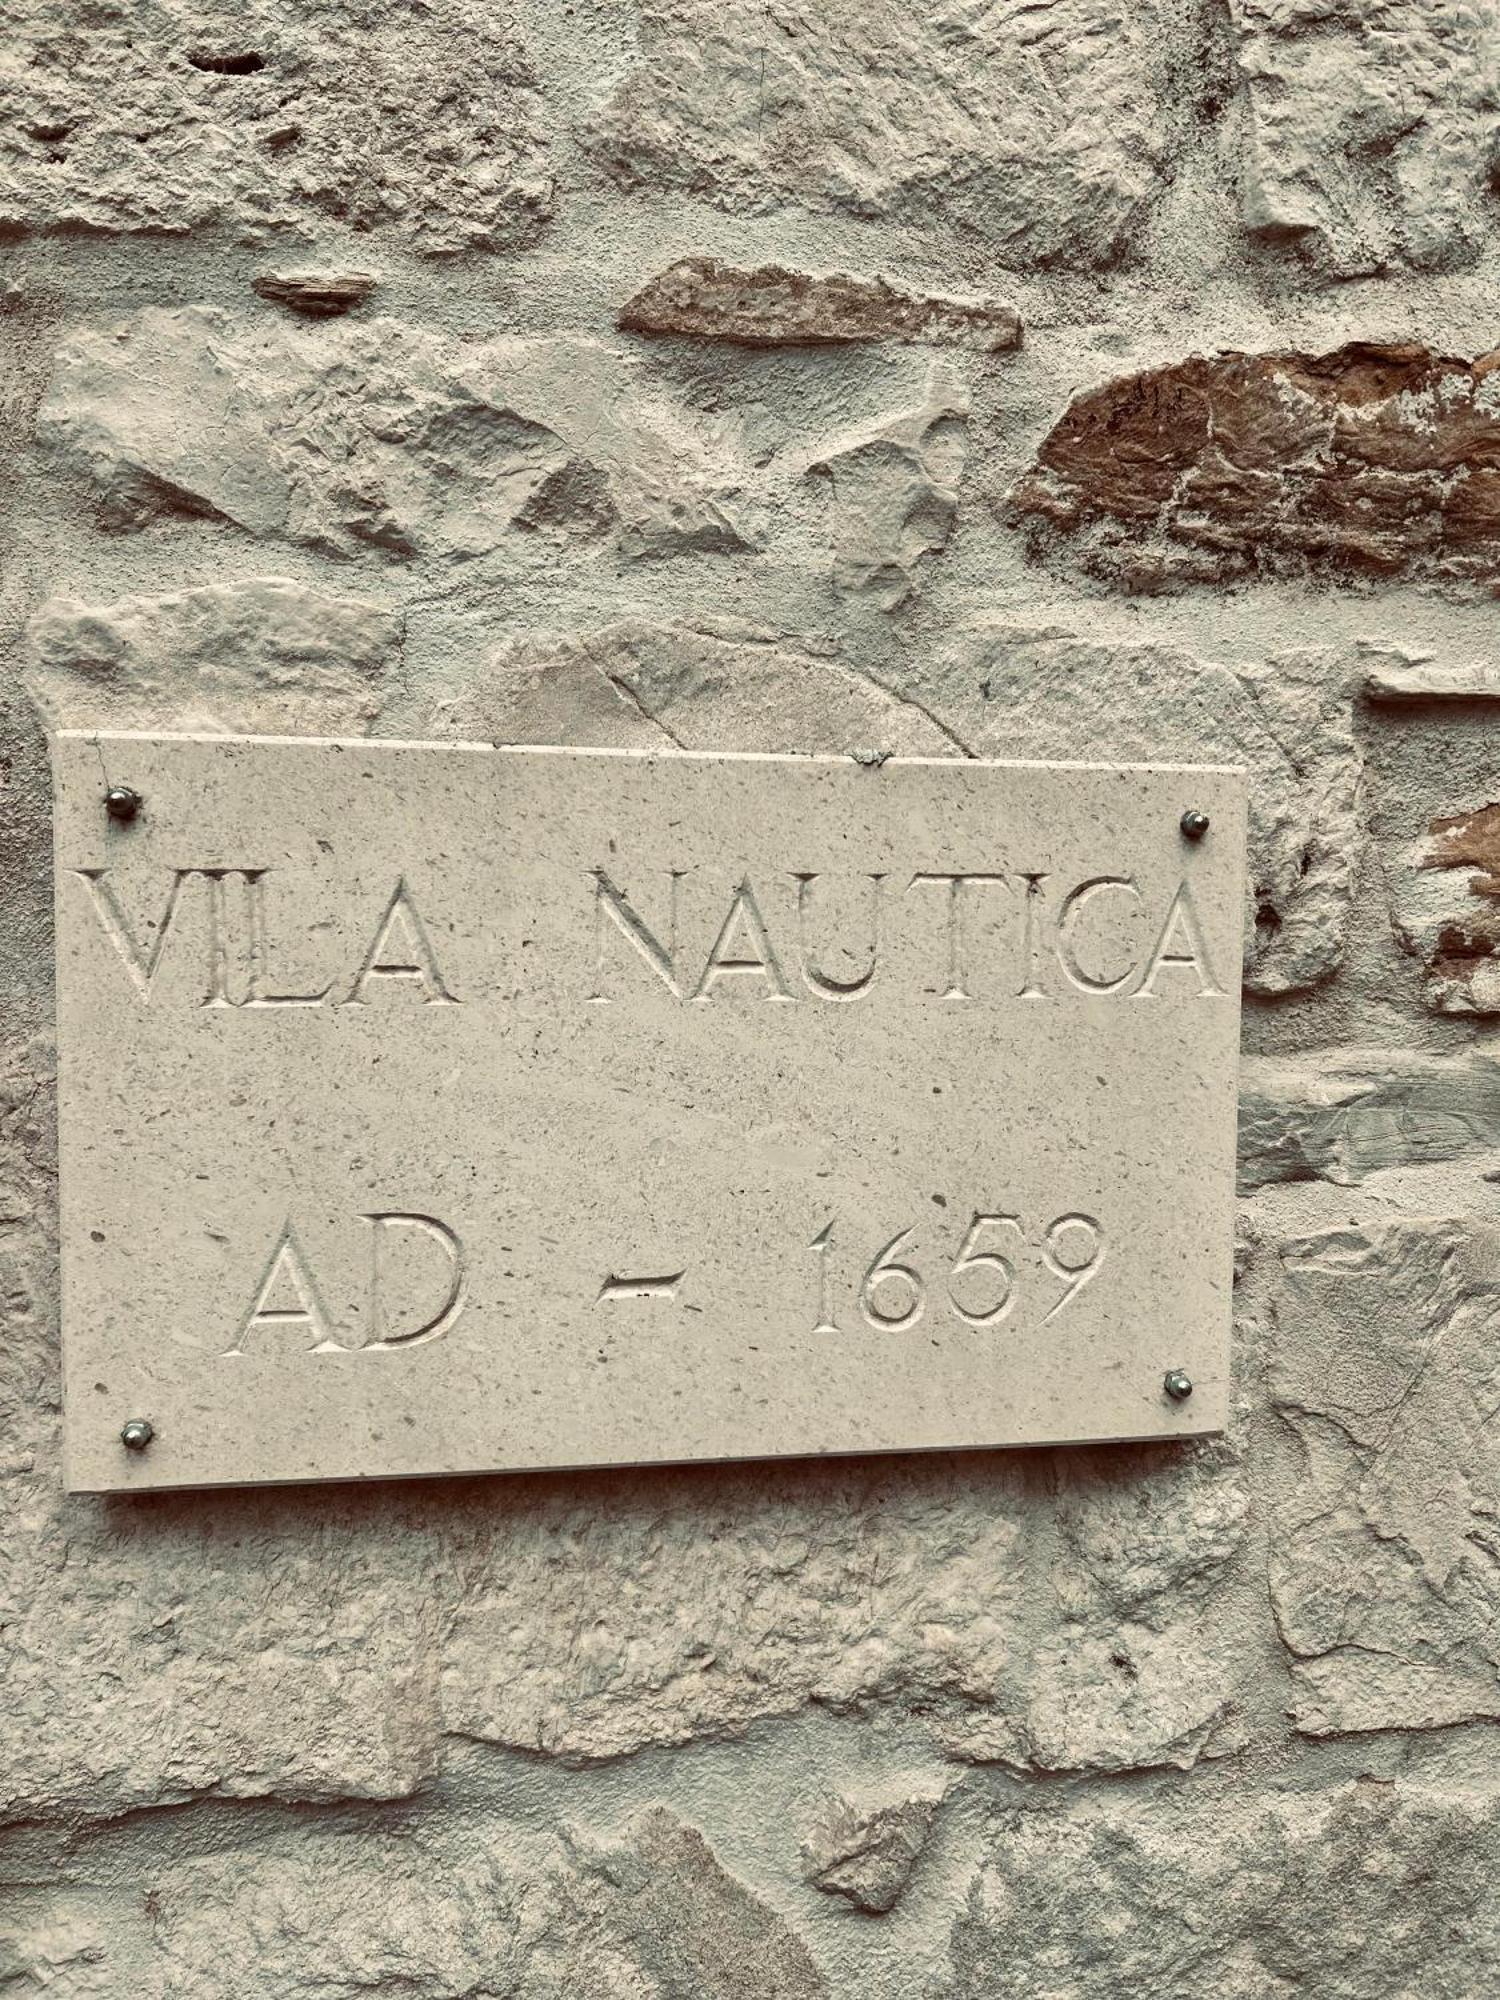 VILA NAUTICA
AD - 1659